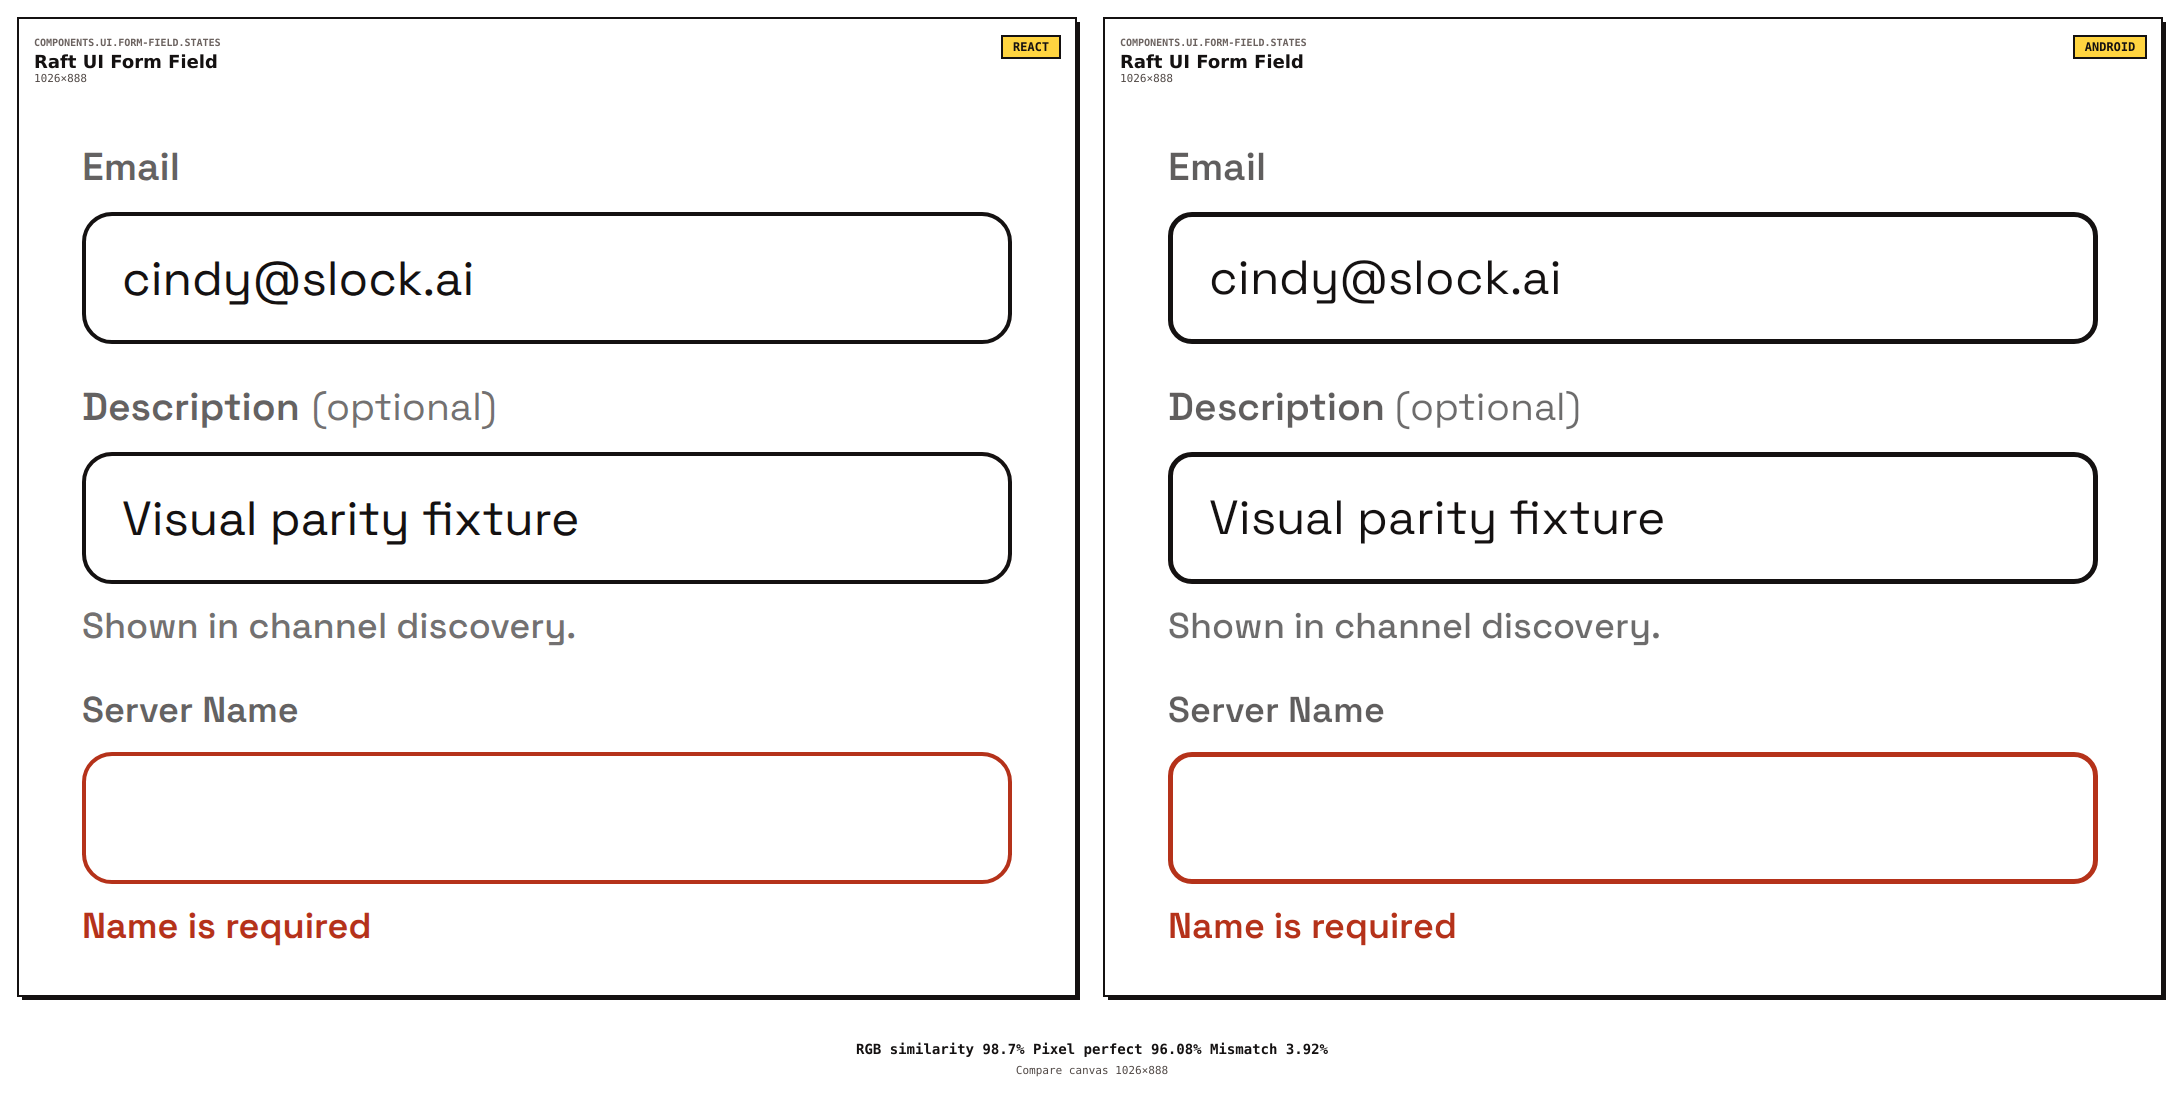 COMPONENTS.UI.FORM-FIELD.STATES
Raft UI Form Field
1026×888
REACT
Email
cindy@slock.ai
Description (optional)
Visual parity fixture
Shown in channel discovery.
Server Name
Name is required
COMPONENTS.UI.FORM-FIELD.STATES
Raft UI Form Field
1026×888
ANDROID
Email
cindy@slock.ai
Description (optional)
Visual parity fixture
Shown in channel discovery.
Server Name
Name is required
RGB similarity 98.7% Pixel perfect 96.08% Mismatch 3.92%
Compare canvas 1026×888